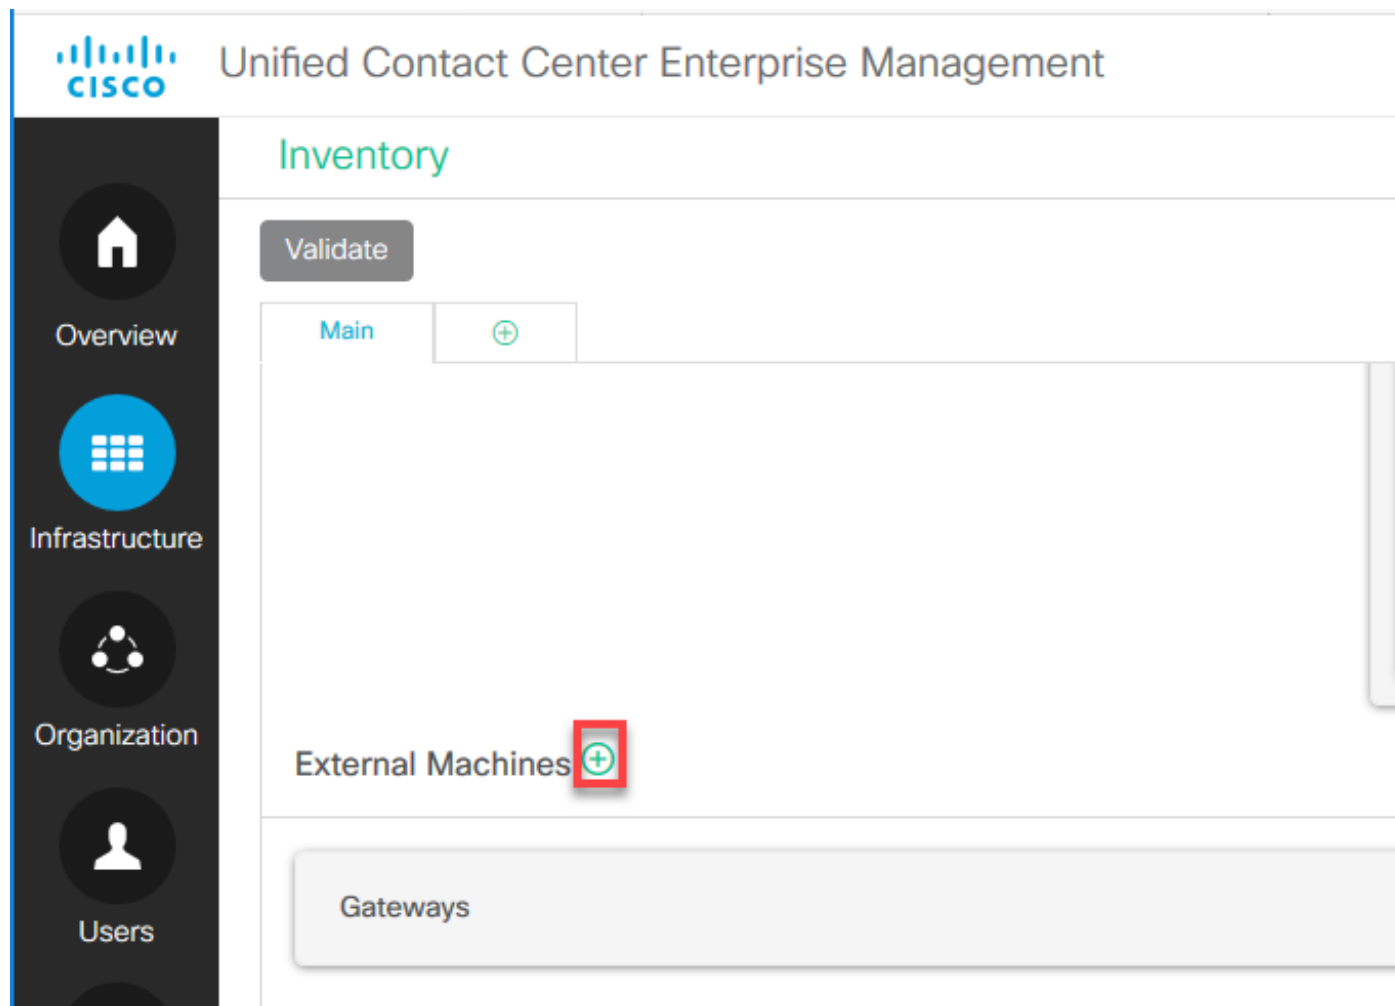 CISCO
Unified Contact Center Enterprise Management
Inventory
Validate
Main
Overview
Infrastructure
Organization
External Machines
Gateways
Users